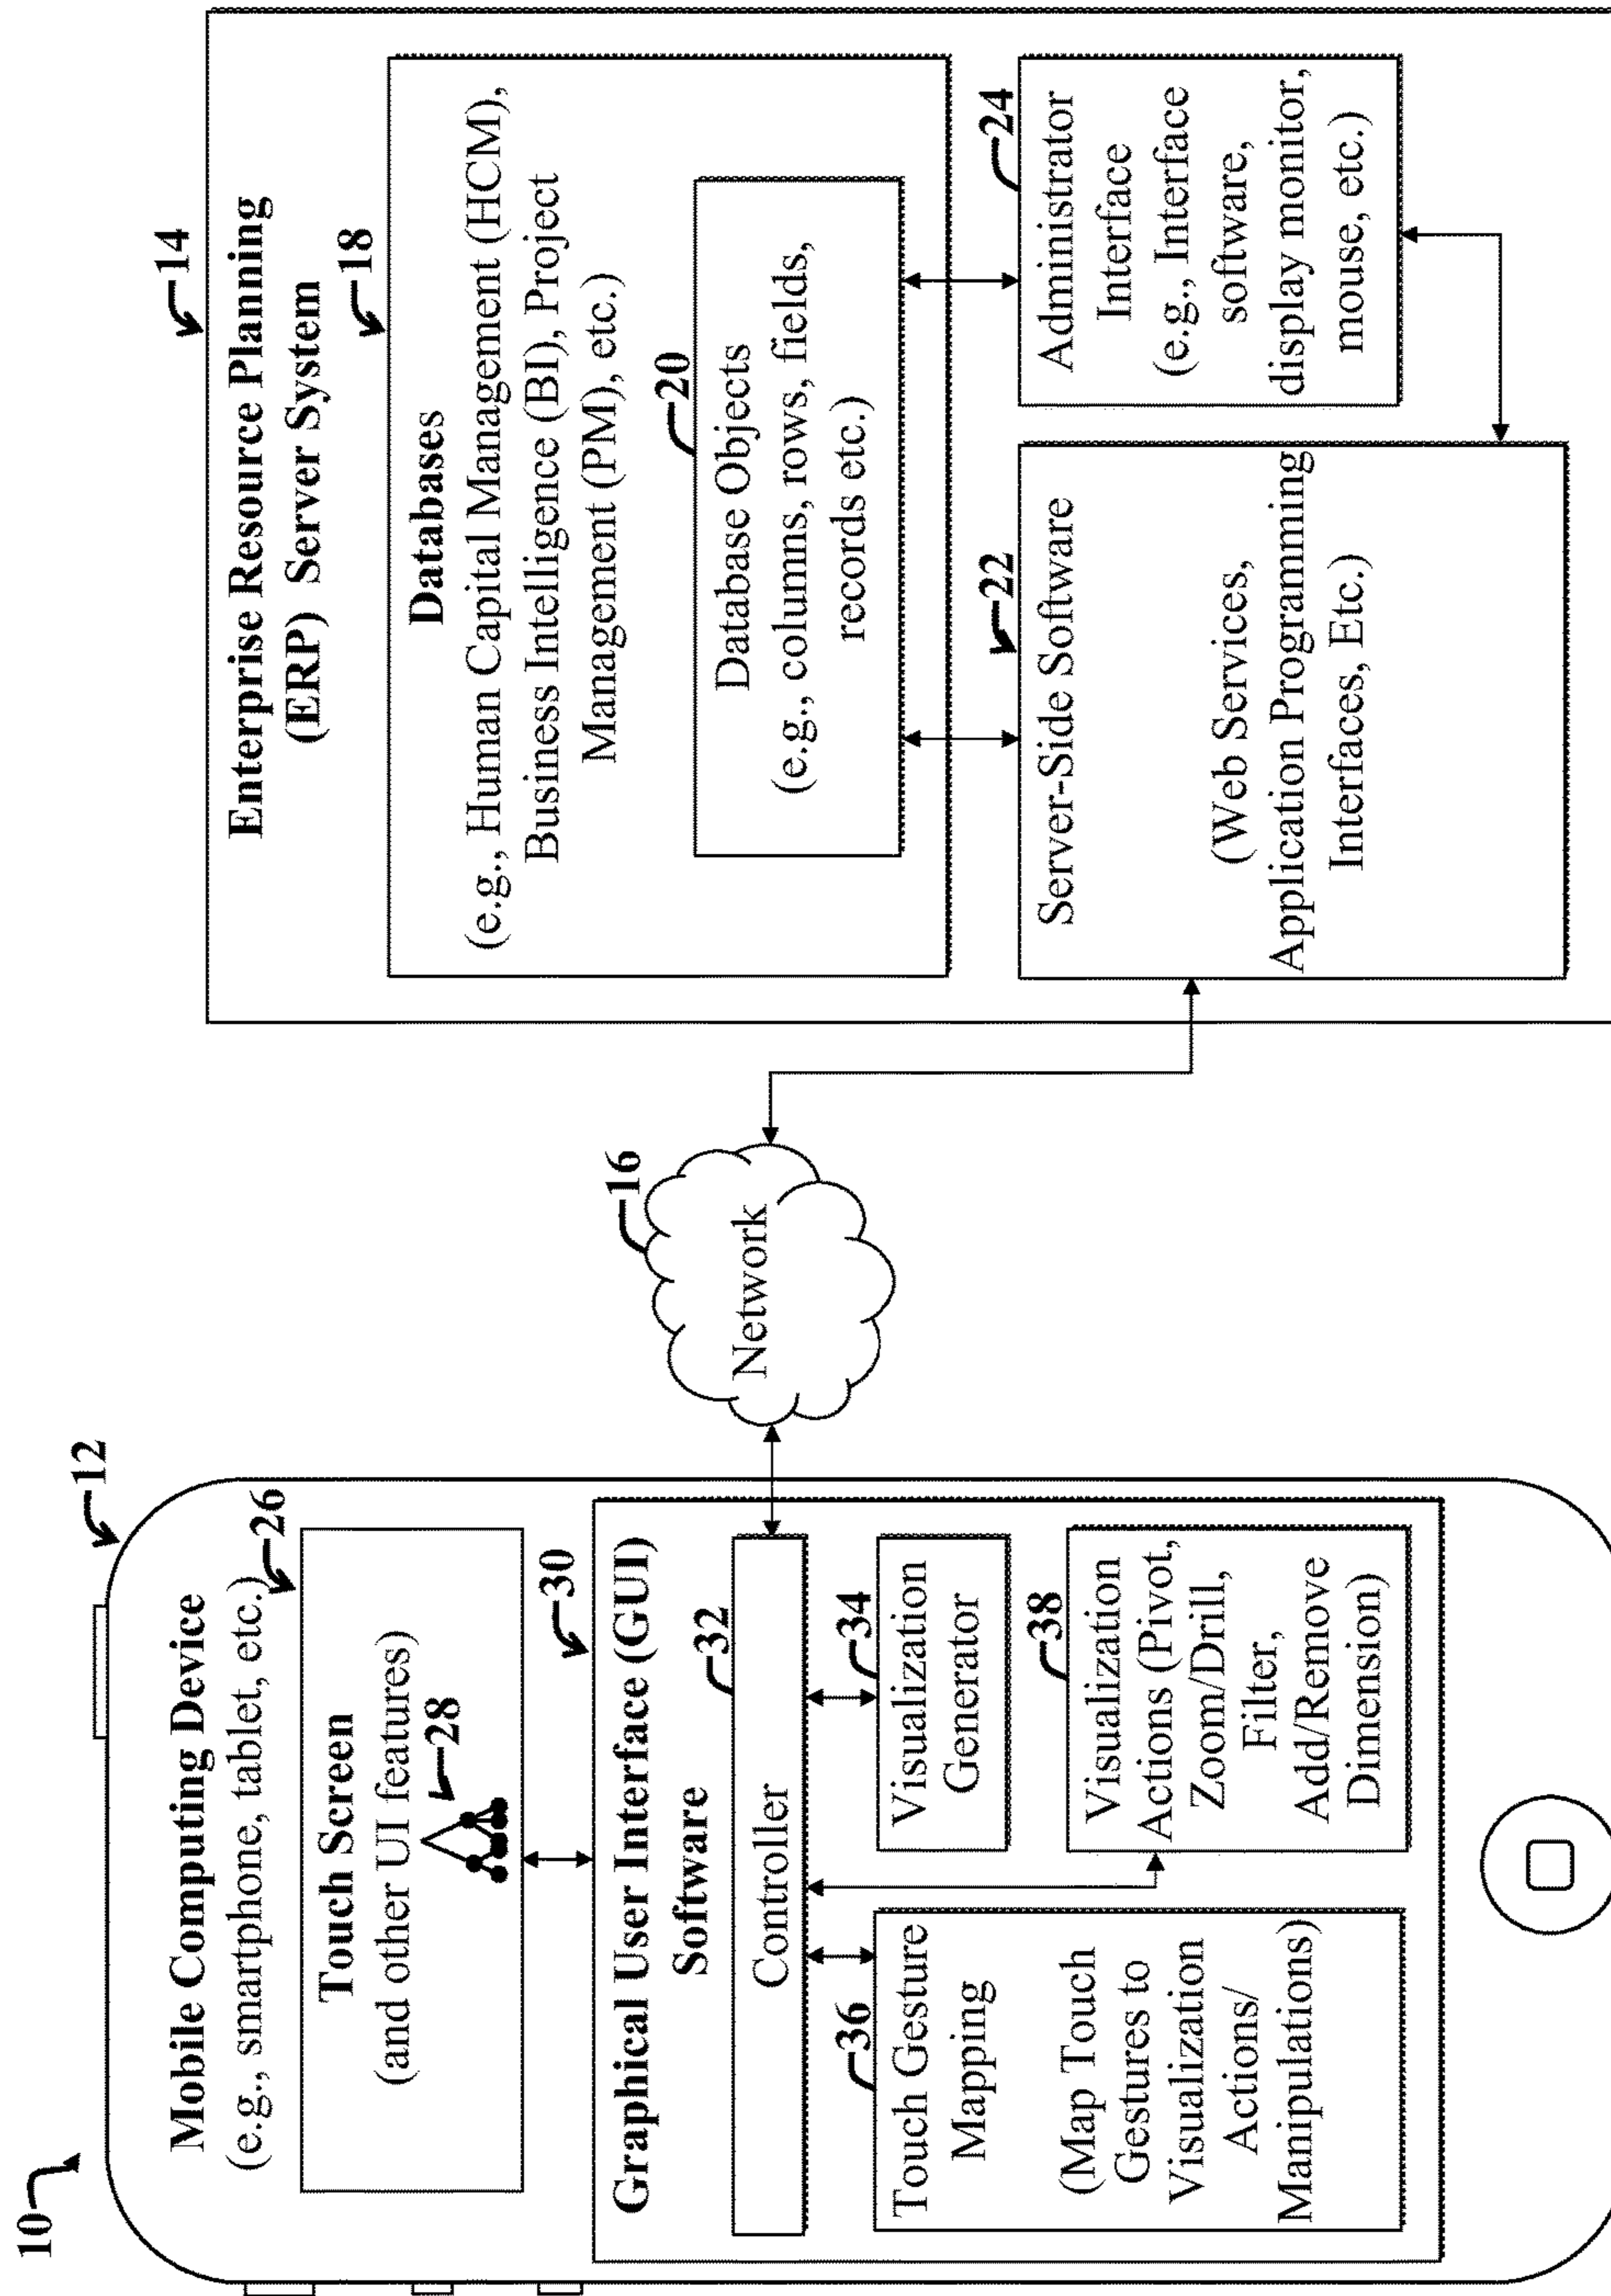 10
12
Mobile Computing Device
(e.g., smartphone, tablet, etc.)
26
Touch Screen
(and other UI features)
28
30
Graphical User Interface (GUI)
Software
32
Controller
36
Touch Gesture
Mapping
(Map Touch
Gestures to
Visualization
Actions/
Manipulations)
34
Visualization
Generator
38
Visualization
Actions (Pivot,
Zoom/Drill,
Filter,
Add/Remove
Dimension)
16
Network
14
Enterprise Resource Planning
(ERP) Server System
18
Databases
(e.g., Human Capital Management (HCM),
Business Intelligence (BI), Project
Management (PM), etc.)
20
Database Objects
(e.g., columns, rows, fields,
records etc.)
22
Server-Side Software
(Web Services,
Application Programming
Interfaces, Etc.)
24
Administrator
Interface
(e.g., Interface
software,
display monitor,
mouse, etc.)